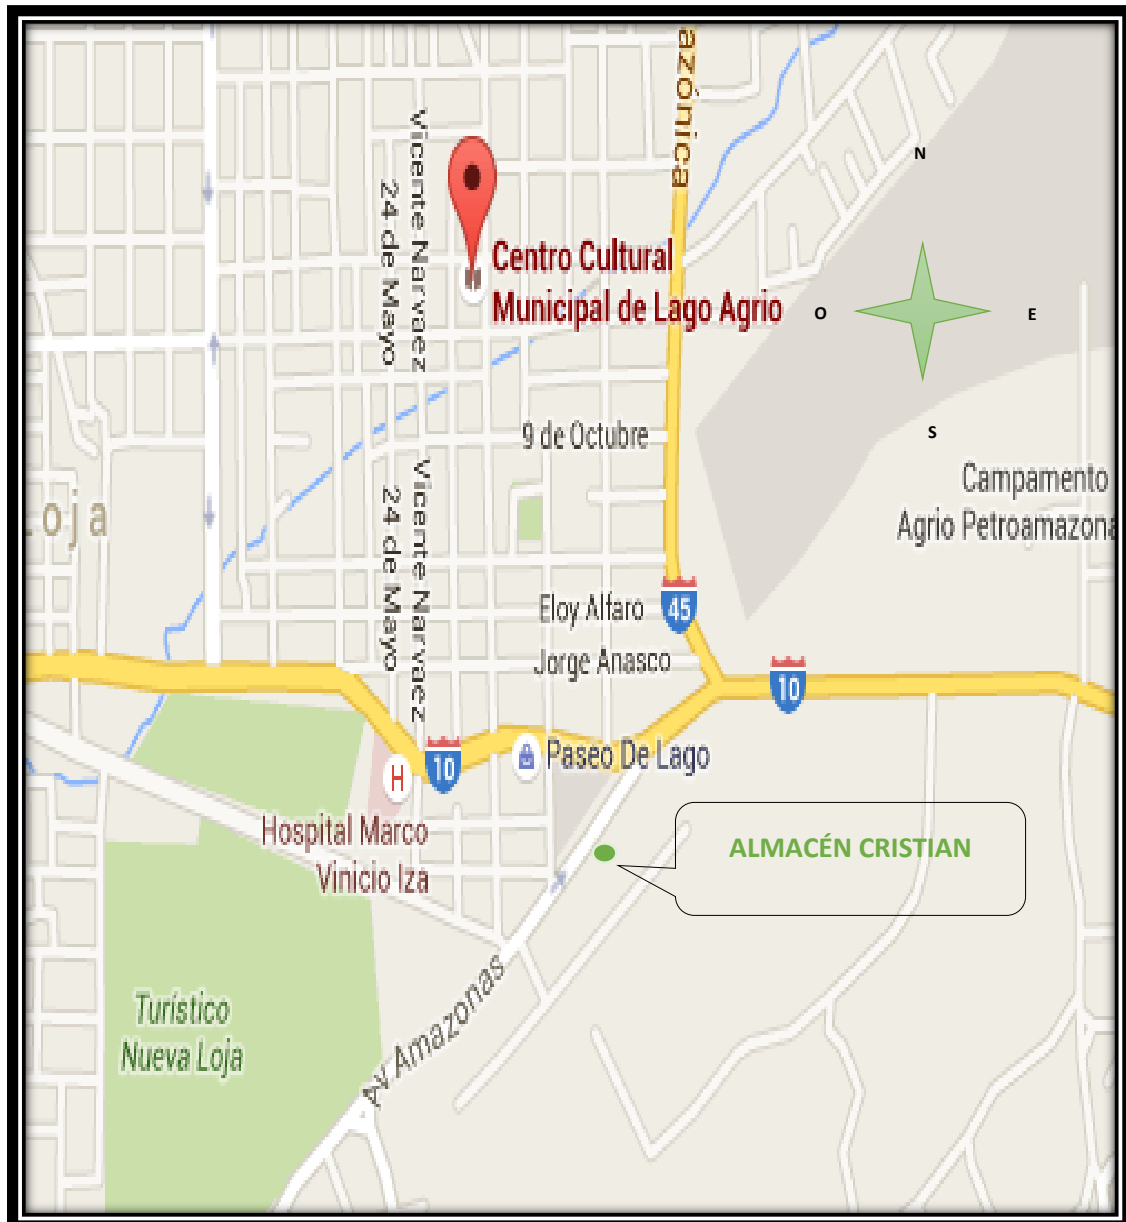 azónica
N
Vicente Narvaez
24 de Mayo
Centro Cultural
Municipal de Lago Agrio
O
E
S
9 de Octubre
Vicente Narvaez
24 de Mayo
Campamento
Agrio Petroamazona
oja
Eloy Alfaro
45
Jorge Anasco
10
10
Paseo De Lago
H
Hospital Marco
Vinicio Iza
ALMACÉN CRISTIAN
Av Amazonas
Turístico
Nueva Loja